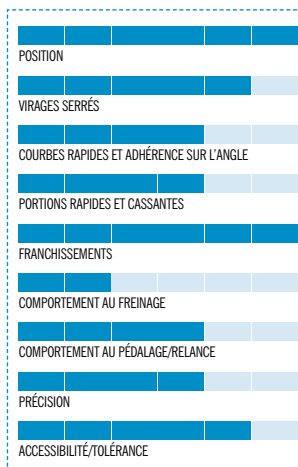 POSITION
VIRAGES SERRÉS
COURBES RAPIDES ET ADHÉRENCE SUR L'ANGLE
PORTIONS RAPIDES ET CASSANTES
FRANCHISSEMENTS
COMPORTEMENT AU FREINAGE
COMPORTEMENT AU PÉDALAGE/RELANCE
PRÉCISION
ACCESSIBILITÉ/TOLÉRANCE